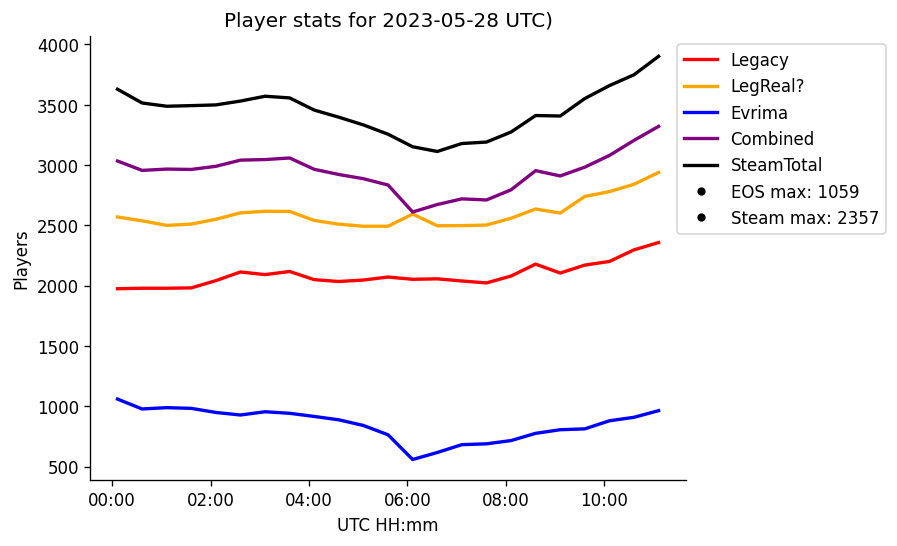 Player stats for 2023-05-28 UTC)
4000
3500
3000
2500
2000
1500
1000
500
Players
00:00 02:00 04:00 06:00 08:00 10:00
UTC HH:mm
Legacy
LegReal?
Evrima
Combined
SteamTotal
EOS max: 1059
Steam max: 2357